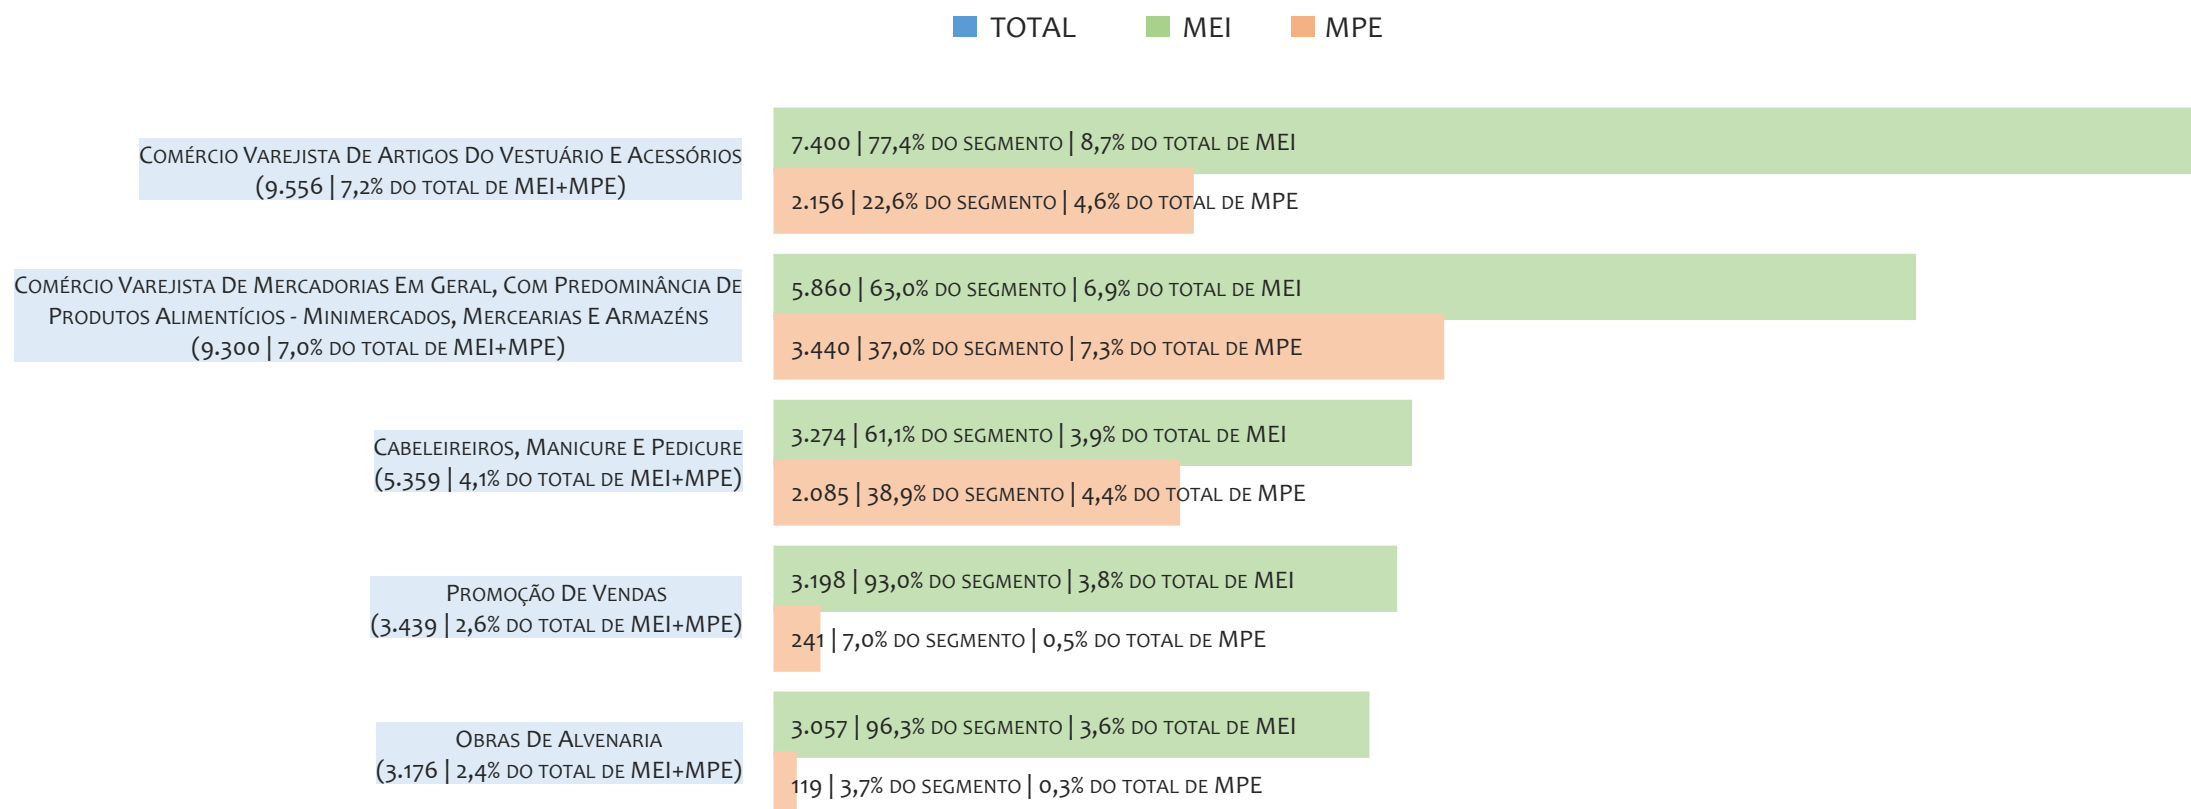 TOTAL MEI MPE
Comércio Varejista De Artigos Do Vestuário E Acessórios
(9.556 | 7,2% do total de MEI+MPE)
7.400 | 77,4% do segmento | 8,7% do total de MEI
2.156 | 22,6% do segmento | 4,6% do total de MPE
Comércio Varejista De Mercadorias Em Geral, Com Predominância De
Produtos Alimentícios - Minimercados, Mercearias E Armazéns
(9.300 | 7,0% do total de MEI+MPE)
5.860 | 63,0% do segmento | 6,9% do total de MEI
3.440 | 37,0% do segmento | 7,3% do total de MPE
Cabeleireiros, Manicure E Pedicure
(5.359 | 4,1% do total de MEI+MPE)
3.274 | 61,1% do segmento | 3,9% do total de MEI
2.085 | 38,9% do segmento | 4,4% do total de MPE
Promoção De Vendas
(3.439 | 2,6% do total de MEI+MPE)
3.198 | 93,0% do segmento | 3,8% do total de MEI
241 | 7,0% do segmento | 0,5% do total de MPE
Obras De Alvenaria
(3.176 | 2,4% do total de MEI+MPE)
3.057 | 96,3% do segmento | 3,6% do total de MEI
119 | 3,7% do segmento | 0,3% do total de MPE